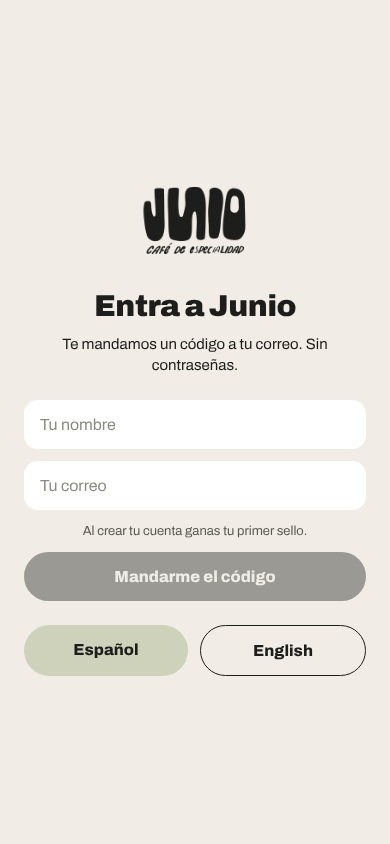 JUNIO
CAFÉ DE ESPECIALIDAD
Entra a Junio
Te mandamos un código a tu correo. Sin
contraseñas.
Tu nombre
Tu correo
Al crear tu cuenta ganas tu primer sello.
Mandarme el código
Español
English